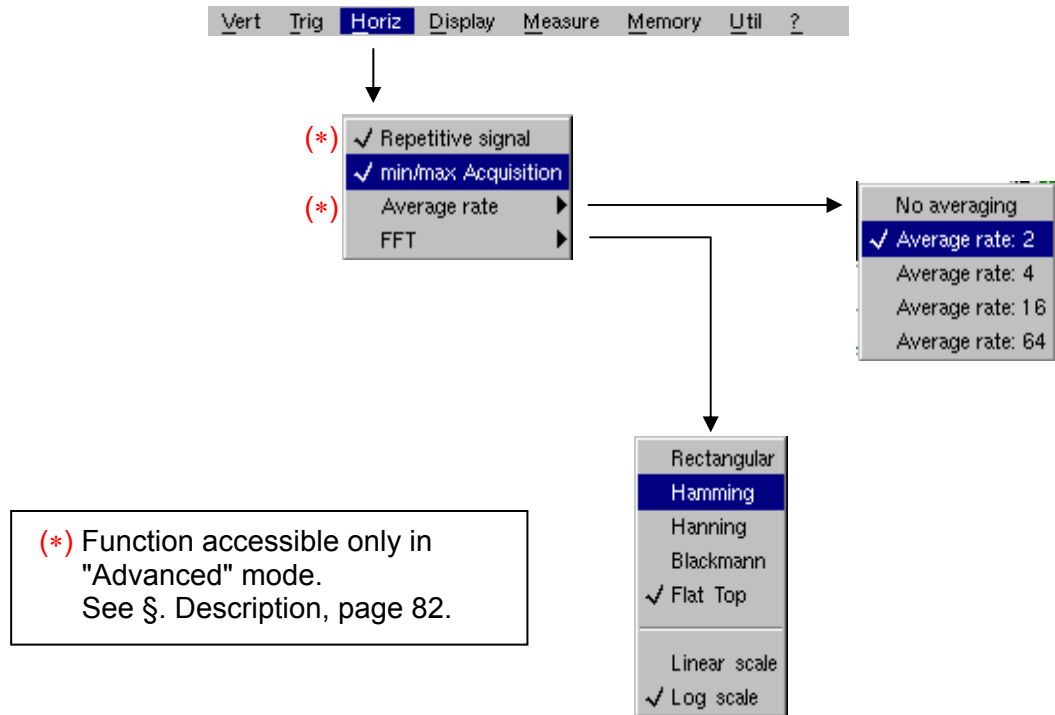 Vert Trig Horiz Display Measure Memory Util ?
(*) ✓ Repetitive signal
✓ min/max Acquisition
(*) Average rate
FFT
No averaging
✓ Average rate: 2
Average rate: 4
Average rate: 16
Average rate: 64
Rectangular
Hamming
Hanning
Blackmann
✓ Flat Top
Linear scale
✓ Log scale
(*) Function accessible only in
"Advanced" mode.
See §. Description, page 82.